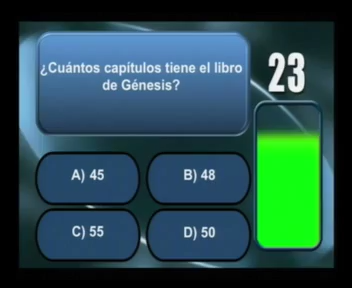 ¿Cuántos capítulos tiene el libro
de Génesis?
23
A) 45
B) 48
C) 55
D) 50